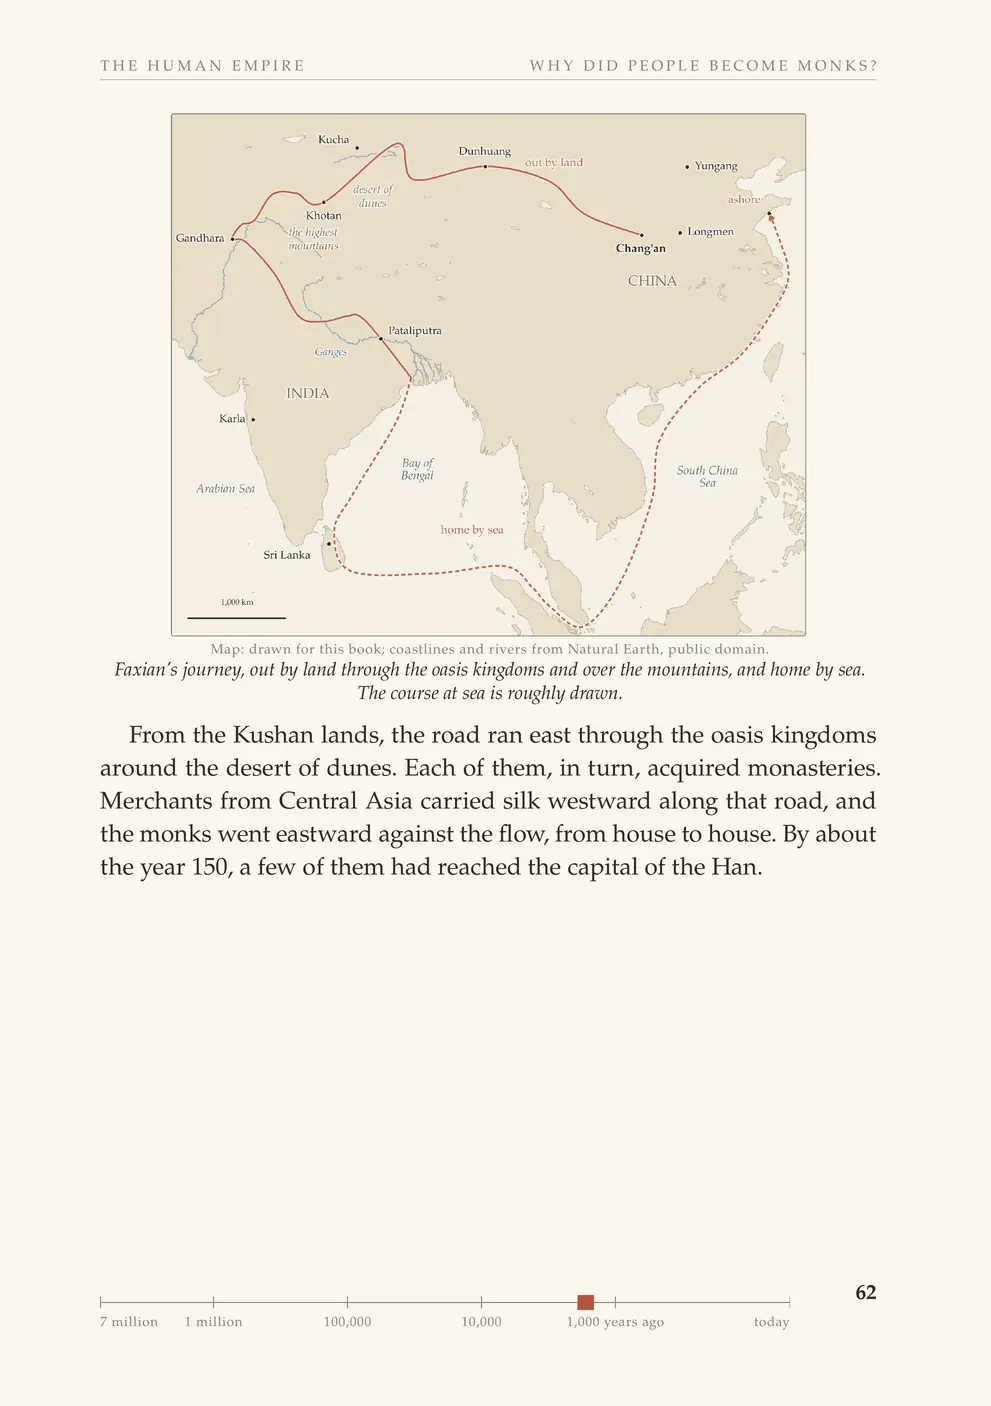 THE HUMAN EMPIRE
WHY DID PEOPLE BECOME MONKS?
Kucha
Dunhuang
out by land
Yungang
desert of
dunes
ashore
Khotan
Gandhara
the highest
mountains
Longmen
Chang'an
CHINA
Pataliputra
Ganges
INDIA
Karla
Bay of
Bengal
South China
Sea
Arabian Sea
home by sea
Sri Lanka
1,000 km
Map: drawn for this book; coastlines and rivers from Natural Earth, public domain.
Faxian’s journey, out by land through the oasis kingdoms and over the mountains, and home by sea.
The course at sea is roughly drawn.
From the Kushan lands, the road ran east through the oasis kingdoms
around the desert of dunes. Each of them, in turn, acquired monasteries.
Merchants from Central Asia carried silk westward along that road, and
the monks went eastward against the flow, from house to house. By about
the year 150, a few of them had reached the capital of the Han.
62
7 million
1 million
100,000
10,000
1,000 years ago
today